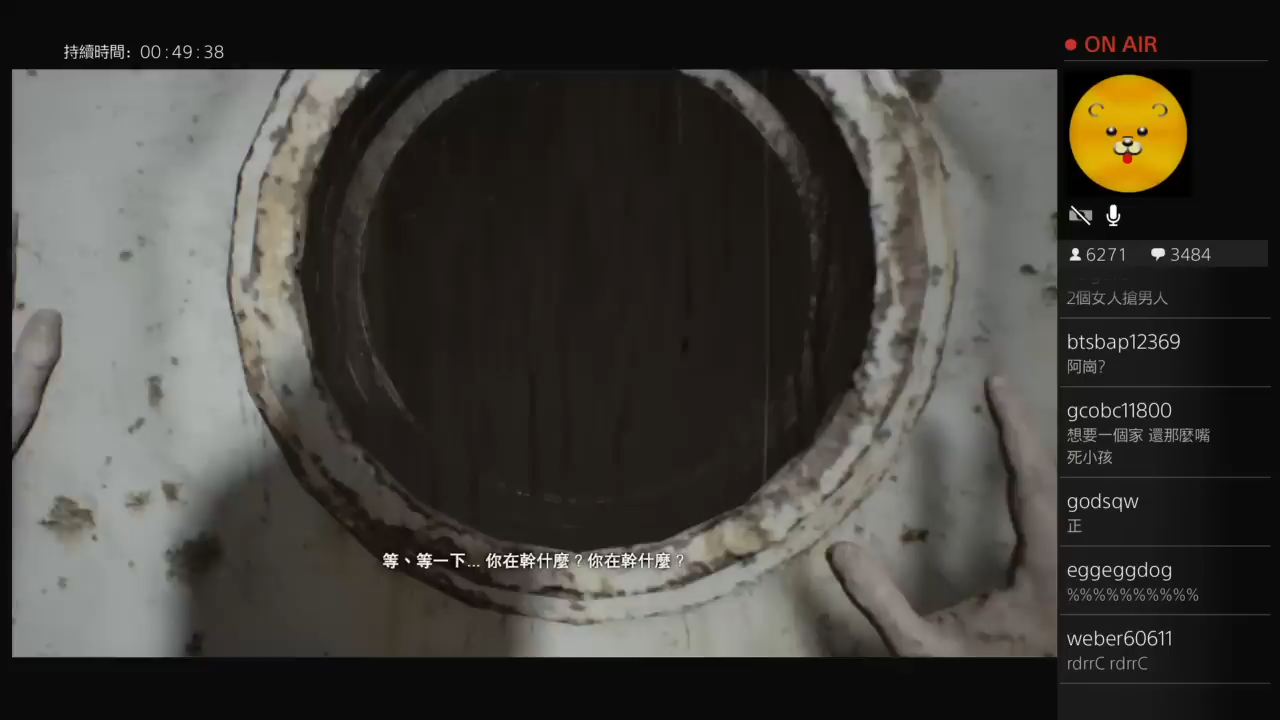 持續時間: 00:49:38
ON AIR
6271 3484
2個女人搶男人
btsbap12369
阿崗?
gcobc11800
想要一個家 還那麼嘴
死小孩
godsqw
正
eggeggdog
%%%%%%%%%%
weber60611
rdrrC rdrrC
等、等一下... 你在幹什麼？你在幹什麼？